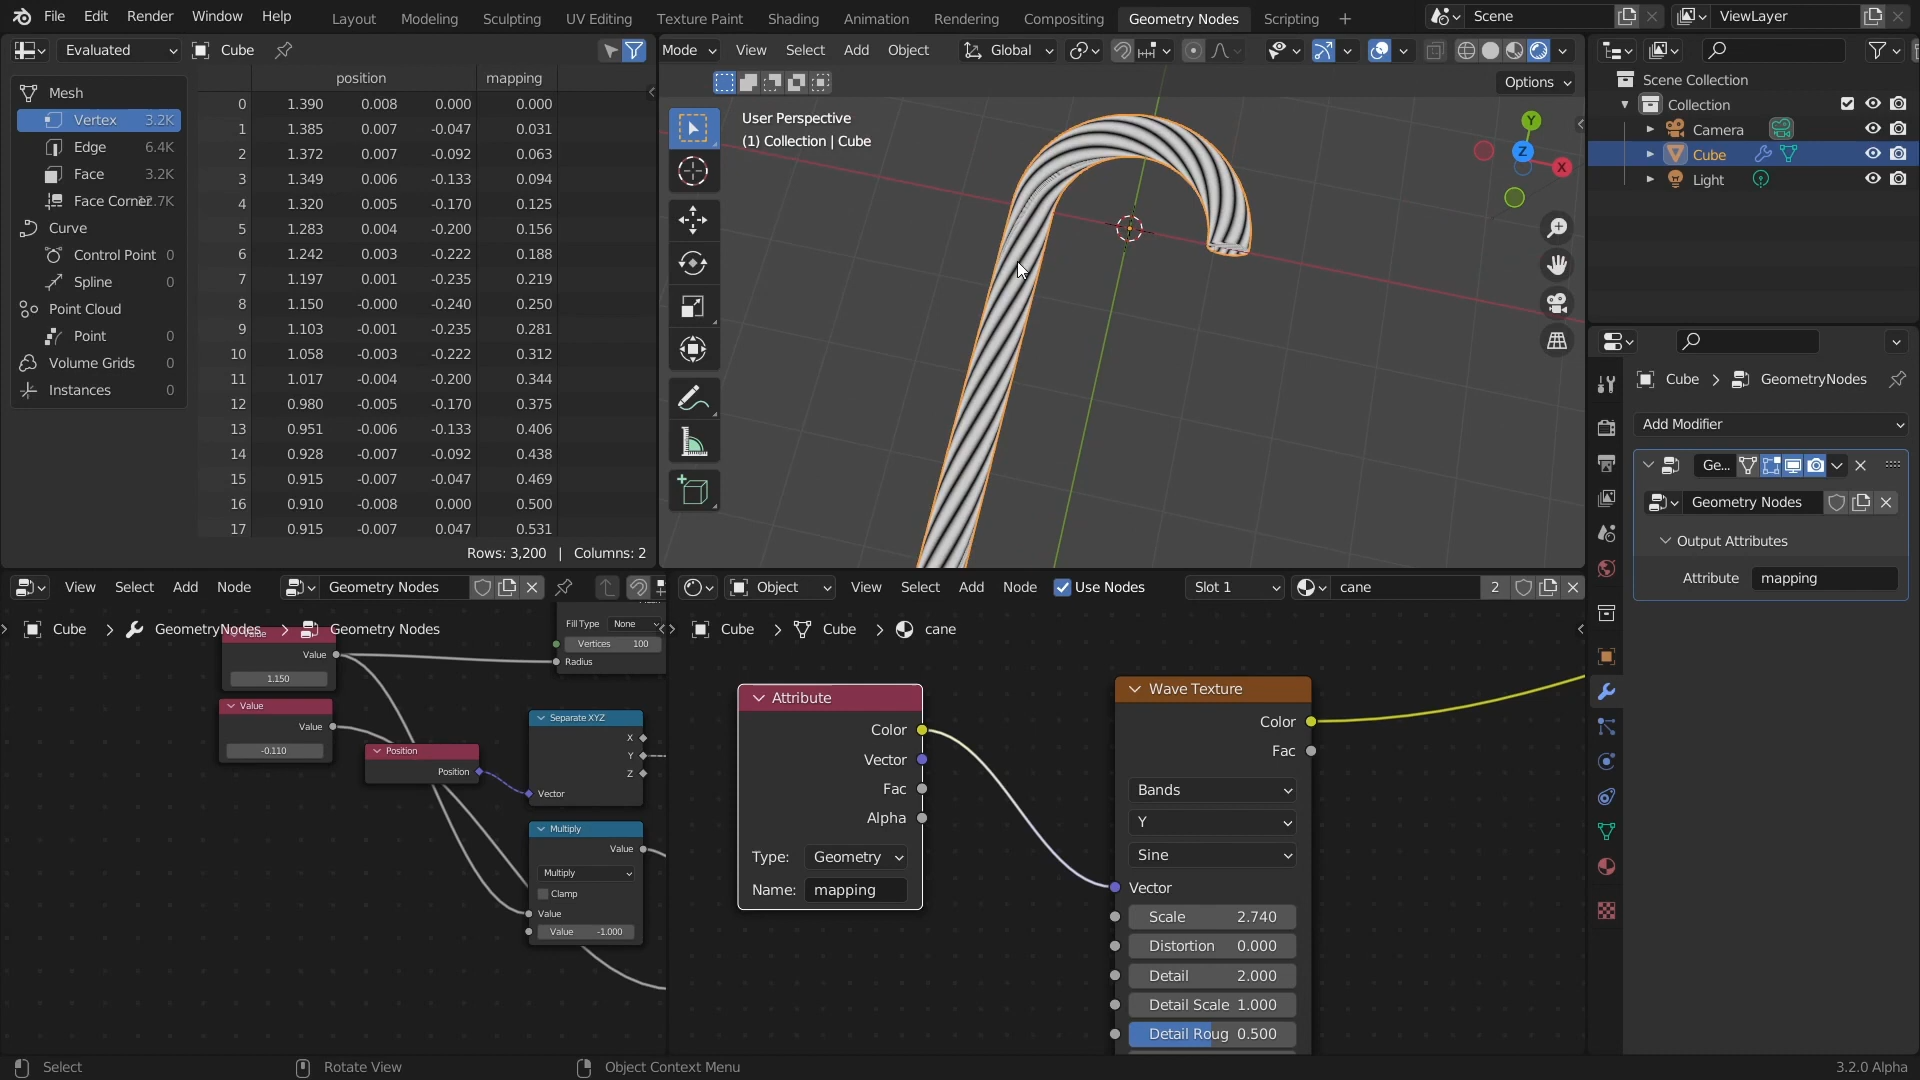 File Edit Render Window Help Layout Modeling Sculpting UV Editing Texture Paint Shading Animation Rendering Compositing Geometry Nodes Scripting + Scene ViewLayer
Evaluated Cube
Mode View Select Add Object Global
Options
position mapping
Mesh
Vertex 3.2K
Edge 6.4K
Face 3.2K
Face Corner 12.7K
Curve
Control Point 0
Spline 0
Point Cloud
Point 0
Volume Grids 0
Instances 0
0 1.390 0.008 0.000 0.000
1 1.385 0.007 -0.047 0.031
2 1.372 0.007 -0.092 0.063
3 1.349 0.006 -0.133 0.094
4 1.320 0.005 -0.170 0.125
5 1.283 0.004 -0.200 0.156
6 1.242 0.003 -0.222 0.188
7 1.197 0.001 -0.235 0.219
8 1.150 -0.000 -0.240 0.250
9 1.103 -0.001 -0.235 0.281
10 1.058 -0.003 -0.222 0.312
11 1.017 -0.004 -0.200 0.344
12 0.980 -0.005 -0.170 0.375
13 0.951 -0.006 -0.133 0.406
14 0.928 -0.007 -0.092 0.438
15 0.915 -0.007 -0.047 0.469
16 0.910 -0.008 0.000 0.500
17 0.915 -0.007 0.047 0.531
Rows: 3,200 | Columns: 2
User Perspective
(1) Collection | Cube
Y
Z
X
Scene Collection
Collection
Camera
Cube
Light
Cube > GeometryNodes
Add Modifier
Ge...
Geometry Nodes
Output Attributes
Attribute mapping
View Select Add Node Geometry Nodes
Cube > GeometryNodes > Geometry Nodes
Value
Value
1.150
Value
Value
-0.110
Position
Position
Fill Type None
Vertices 100
Radius
Separate XYZ
X
Y
Z
Vector
Multiply
Value
Multiply
Clamp
Value
Value -1.000
Object View Select Add Node Use Nodes Slot 1 cane 2
Cube > Cube > cane
Attribute
Color
Vector
Fac
Alpha
Type: Geometry
Name: mapping
Wave Texture
Color
Fac
Bands
Y
Sine
Vector
Scale 2.740
Distortion 0.000
Detail 2.000
Detail Scale 1.000
Detail Roug 0.500
Select Rotate View Object Context Menu 3.2.0 Alpha